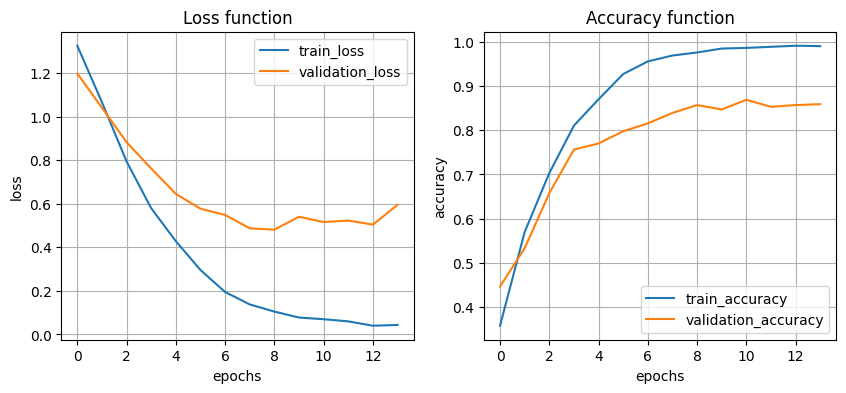 Loss function
train_loss
validation_loss
1.2
1.0
0.8
0.6
0.4
0.2
0.0
loss
0 2 4 6 8 10 12
epochs
Accuracy function
1.0
0.9
0.8
0.7
0.6
0.5
0.4
accuracy
train_accuracy
validation_accuracy
0 2 4 6 8 10 12
epochs